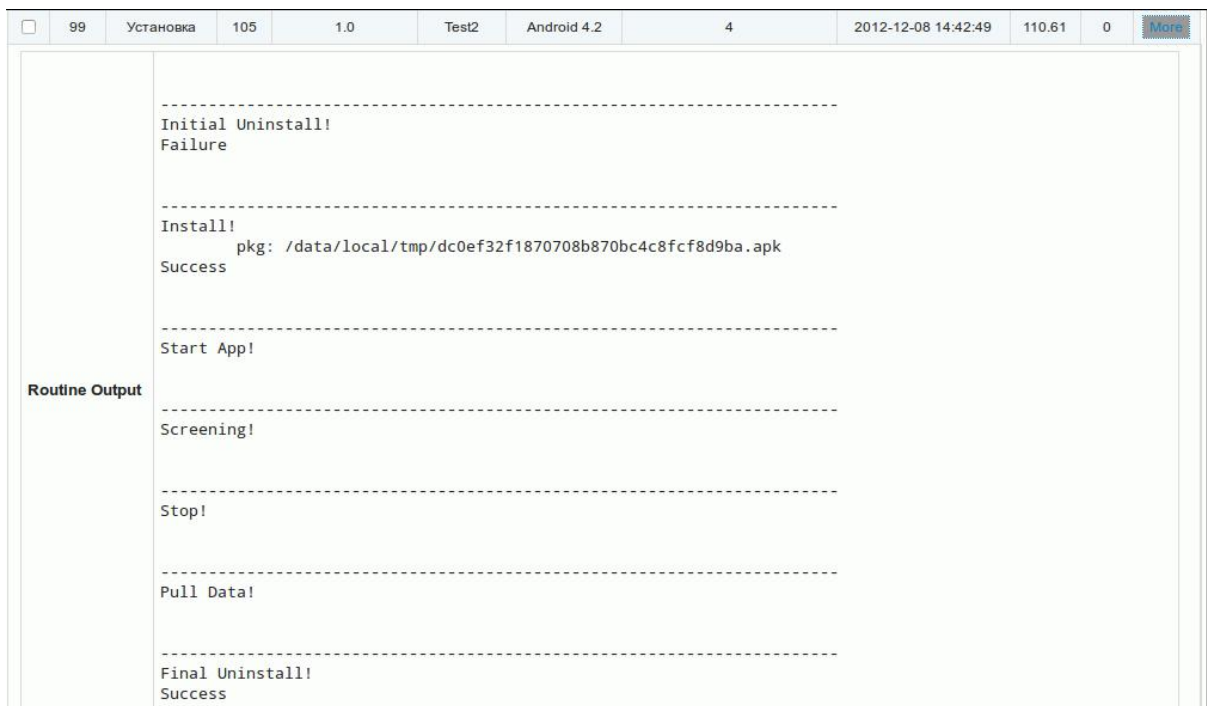 99 Установка 105 1.0 Test2 Android 4.2 4 2012-12-08 14:42:49 110.61 0 More
-----------------------------------------------------------------------
Initial Uninstall!
Failure
-----------------------------------------------------------------------
Install!
pkg: /data/local/tmp/dc0ef32f1870708b870bc4c8fcf8d9ba.apk
Success
-----------------------------------------------------------------------
Start App!
Routine Output
-----------------------------------------------------------------------
Screening!
-----------------------------------------------------------------------
Stop!
-----------------------------------------------------------------------
Pull Data!
-----------------------------------------------------------------------
Final Uninstall!
Success